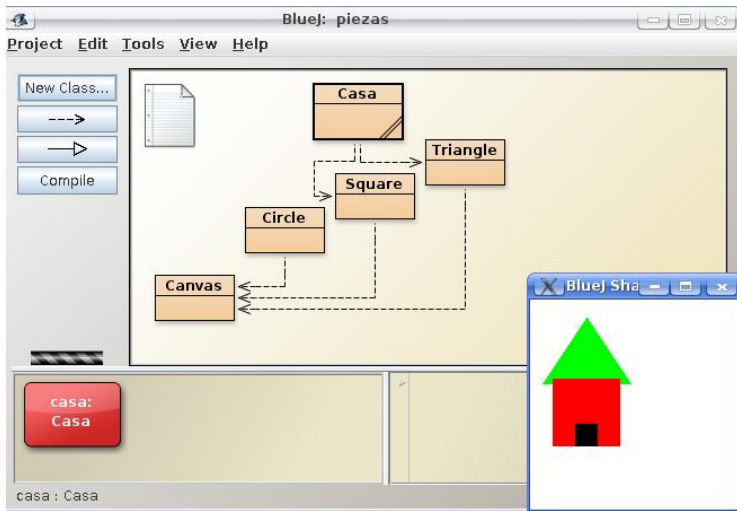 BlueJ: piezas
Project Edit Tools View Help
New Class...
Compile
Casa
Triangle
Square
Circle
Canvas
BlueJ Sha
casa:
Casa
casa : Casa